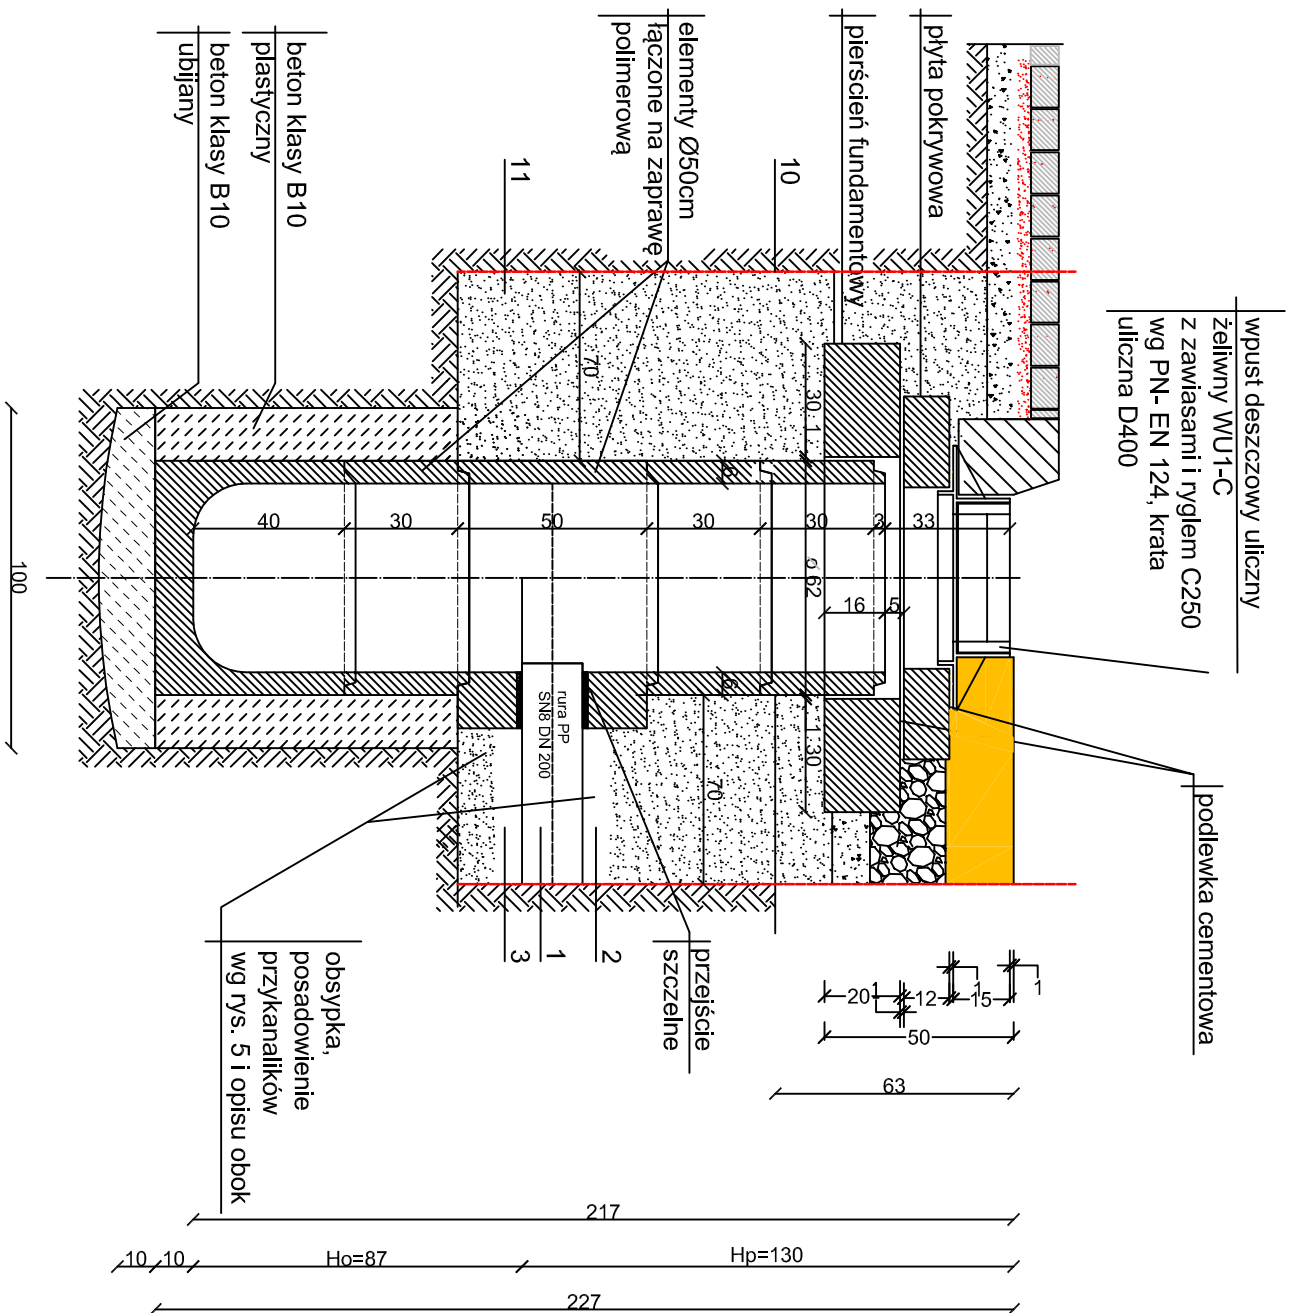 wpust deszczowy uliczny
żeliwny WU1-C
z zawiasami i ryglem C250
wg PN- EN 124, krata
uliczna D400
płyta pokrywowa
pierścień fundamentowy
10
elementy Ø50cm
łączone na zaprawę
polimerową
11
beton klasy B10
plastyczny
beton klasy B10
ubijany
podlewka cementowa
przejście
szczelne
2
1
3
obsypka,
posadowienie
przykanalików
wg rys. 5 i opisu obok
rura PP
SN8 DN 200
70
30
1
6
40
30
50
30
30
3
33
ø 62
16
5
6
1
30
70
100
20
1
12
1
15
1
50
63
217
10
10
Ho=87
Hp=130
227